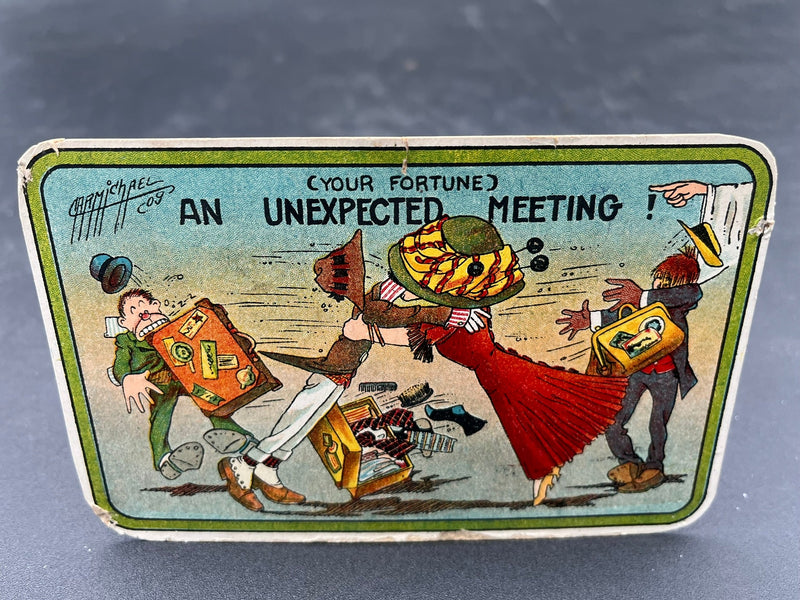 CARMICHAEL
C 09
(YOUR FORTUNE)
AN UNEXPECTED MEETING!